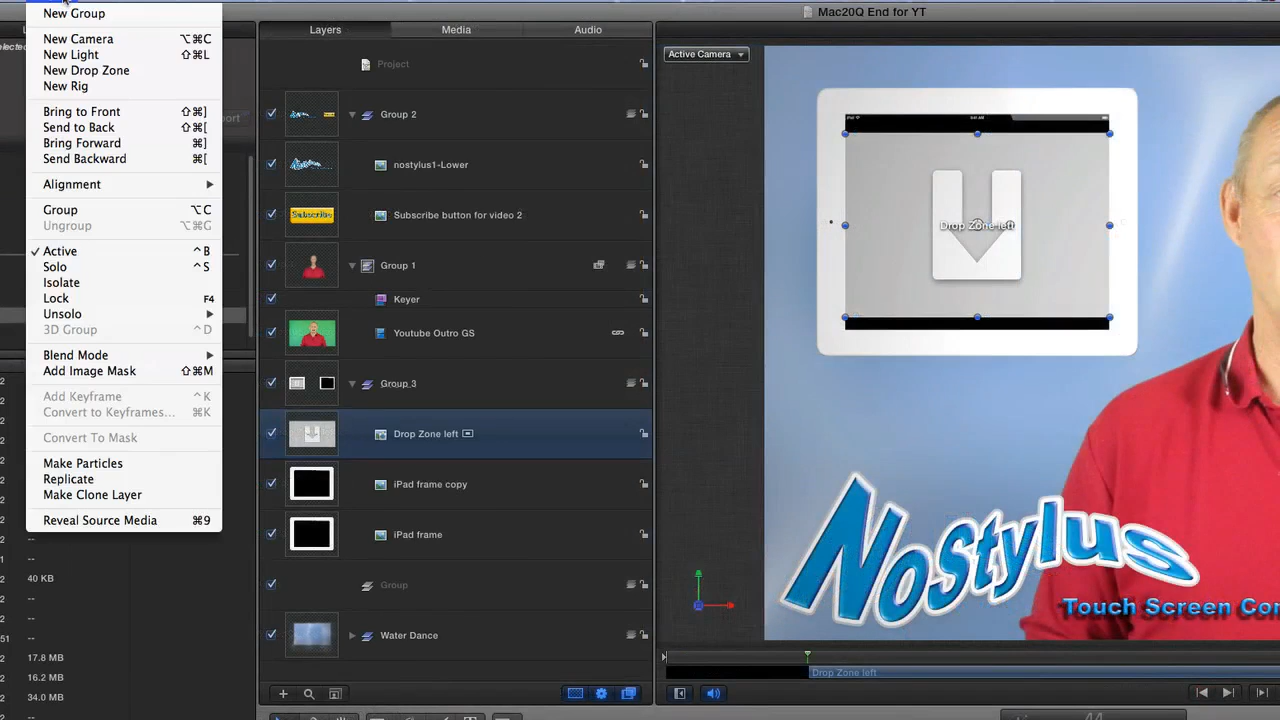 New Group
New Camera ⌥⌘C
New Light ⇧⌘L
New Drop Zone
New Rig
Bring to Front ⇧⌘]
Send to Back ⇧⌘[
Bring Forward ⌘]
Send Backward ⌘[
Alignment
Group ⌥C
Ungroup ⌥⌘G
✓ Active ^B
Solo ^S
Isolate
Lock F4
Unsolo
3D Group ^D
Blend Mode
Add Image Mask ⇧⌘M
Add Keyframe ^K
Convert to Keyframes... ⌘K
Convert To Mask
Make Particles
Replicate
Make Clone Layer
Reveal Source Media ⌘9
40 KB
--
--
--
17.8 MB
16.2 MB
34.0 MB
Layers Media Audio
Project
Group 2
nostylus1-Lower
Subscribe button for video 2
Subscribe
Group 1
Keyer
Youtube Outro GS
Group 3
Drop Zone left
iPad frame copy
iPad frame
Group
Water Dance
Mac20Q End for YT
Active Camera
Drop Zone left
NoStylus
Touch Screen Con
Drop Zone left